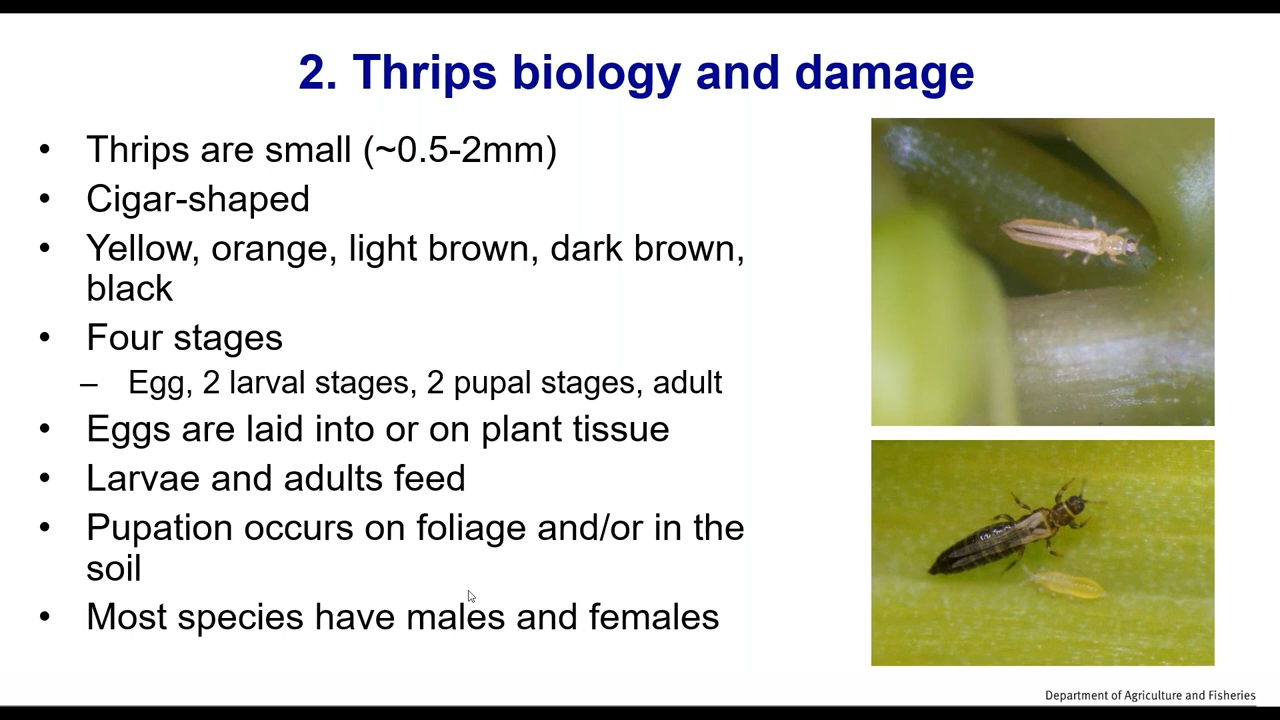 2. Thrips biology and damage
• Thrips are small (~0.5-2mm)
• Cigar-shaped
• Yellow, orange, light brown, dark brown,
black
• Four stages
– Egg, 2 larval stages, 2 pupal stages, adult
• Eggs are laid into or on plant tissue
• Larvae and adults feed
• Pupation occurs on foliage and/or in the
soil
• Most species have males and females
Department of Agriculture and Fisheries